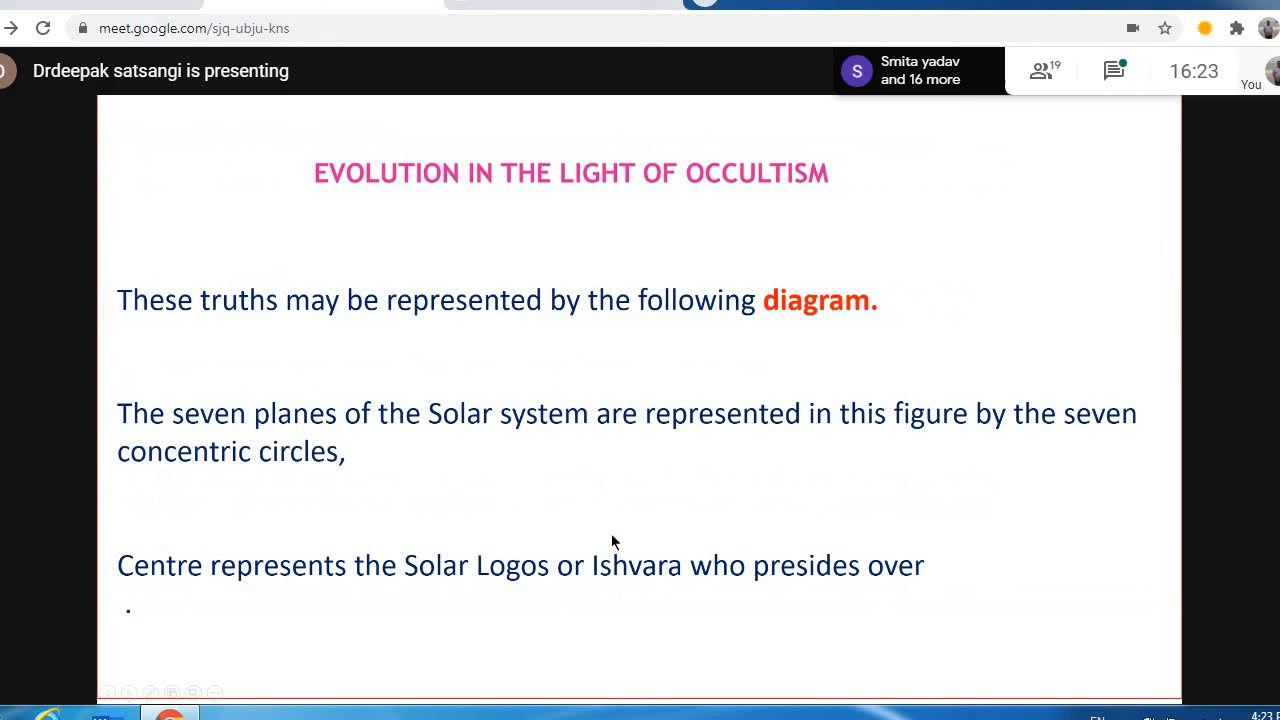 meet.google.com/sjq-ubju-kns
Drdeepak satsangi is presenting
S
Smita yadav
and 16 more
19
16:23
You
EVOLUTION IN THE LIGHT OF OCCULTISM
These truths may be represented by the following diagram.
The seven planes of the Solar system are represented in this figure by the seven
concentric circles,
Centre represents the Solar Logos or Ishvara who presides over
.